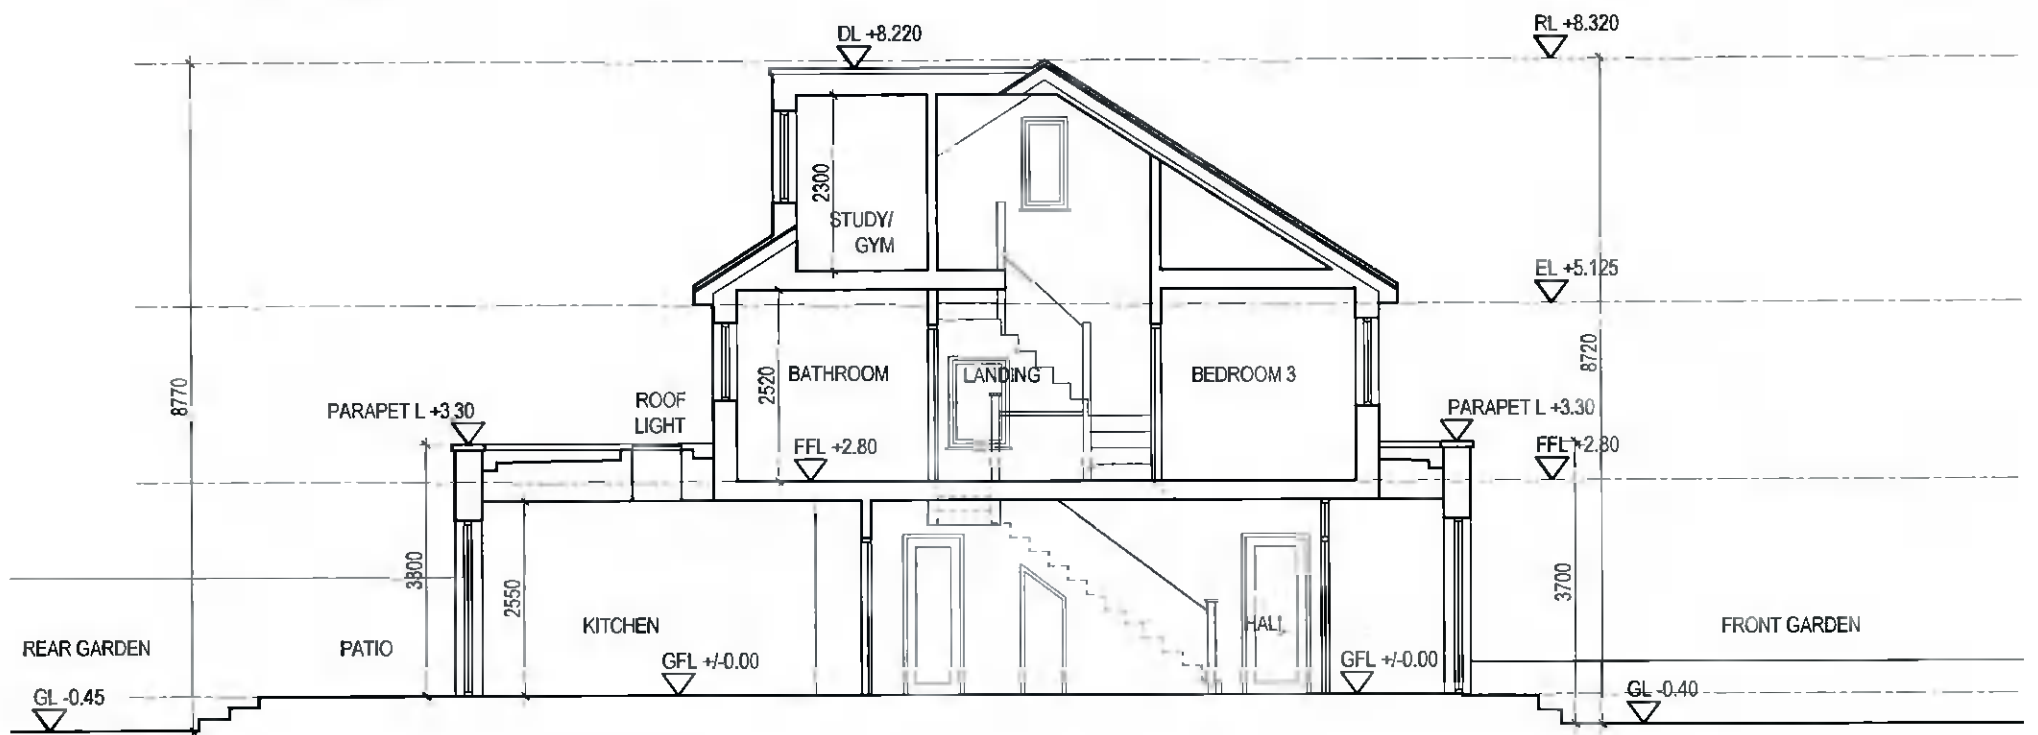 DL +8.220
RL +8.320
2300
STUDY/
GYM
EL +5.125
8770
8720
BATHROOM
2520
LANDING
BEDROOM 3
PARAPET L +3.30
ROOF
LIGHT
PARAPET L +3.30
FFL +2.80
FFL +2.80
3300
2550
3700
KITCHEN
HALL
REAR GARDEN
PATIO
FRONT GARDEN
GFL +/-0.00
GFL +/-0.00
GL -0.45
GL -0.40